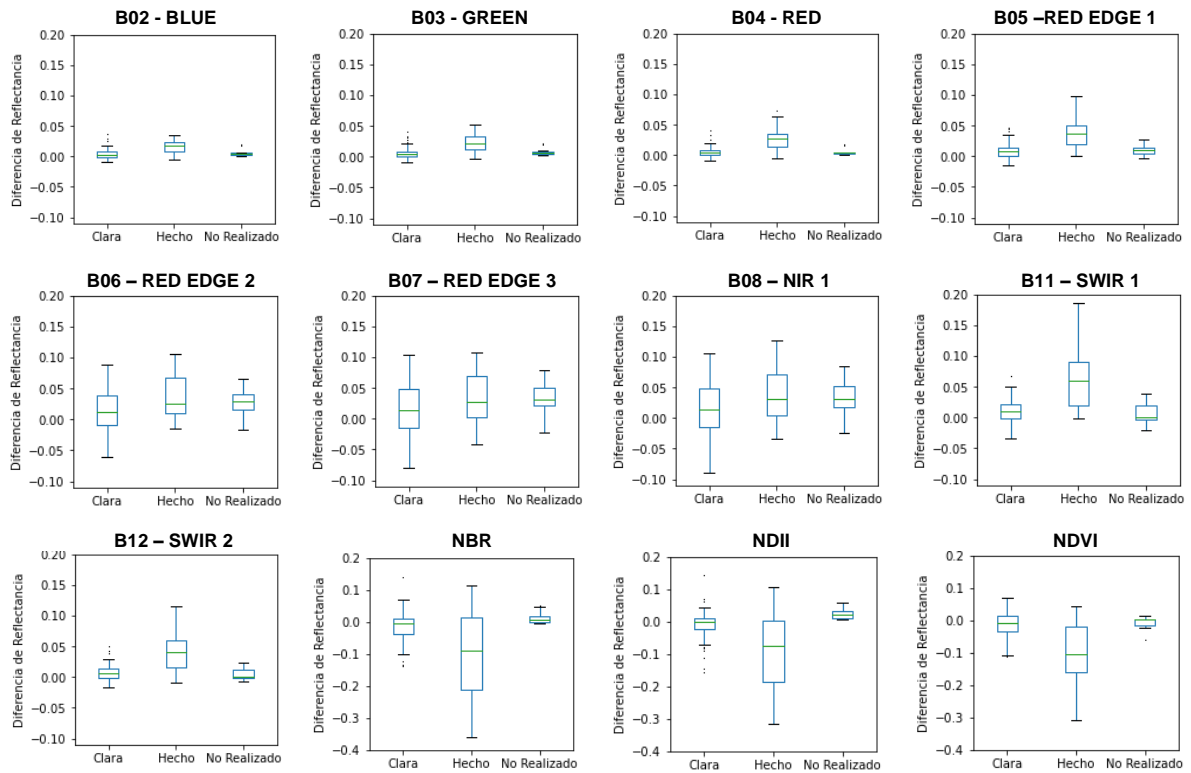 B02 - BLUE
Diferencia de Reflectancia
0.20
0.15
0.10
0.05
0.00
−0.05
−0.10
Clara Hecho No Realizado
B03 - GREEN
Diferencia de Reflectancia
0.20
0.15
0.10
0.05
0.00
−0.05
−0.10
Clara Hecho No Realizado
B04 - RED
Diferencia de Reflectancia
0.20
0.15
0.10
0.05
0.00
−0.05
−0.10
Clara Hecho No Realizado
B05 –RED EDGE 1
Diferencia de Reflectancia
0.20
0.15
0.10
0.05
0.00
−0.05
−0.10
Clara Hecho No Realizado
B06 – RED EDGE 2
Diferencia de Reflectancia
0.20
0.15
0.10
0.05
0.00
−0.05
−0.10
Clara Hecho No Realizado
B07 – RED EDGE 3
Diferencia de Reflectancia
0.20
0.15
0.10
0.05
0.00
−0.05
−0.10
Clara Hecho No Realizado
B08 – NIR 1
Diferencia de Reflectancia
0.20
0.15
0.10
0.05
0.00
−0.05
−0.10
Clara Hecho No Realizado
B11 – SWIR 1
Diferencia de Reflectancia
0.20
0.15
0.10
0.05
0.00
−0.05
−0.10
Clara Hecho No Realizado
B12 – SWIR 2
Diferencia de Reflectancia
0.20
0.15
0.10
0.05
0.00
−0.05
−0.10
Clara Hecho No Realizado
NBR
Diferencia de Reflectancia
0.2
0.1
0.0
−0.1
−0.2
−0.3
−0.4
Clara Hecho No Realizado
NDII
Diferencia de Reflectancia
0.2
0.1
0.0
−0.1
−0.2
−0.3
−0.4
Clara Hecho No Realizado
NDVI
Diferencia de Reflectancia
0.2
0.1
0.0
−0.1
−0.2
−0.3
−0.4
Clara Hecho No Realizado